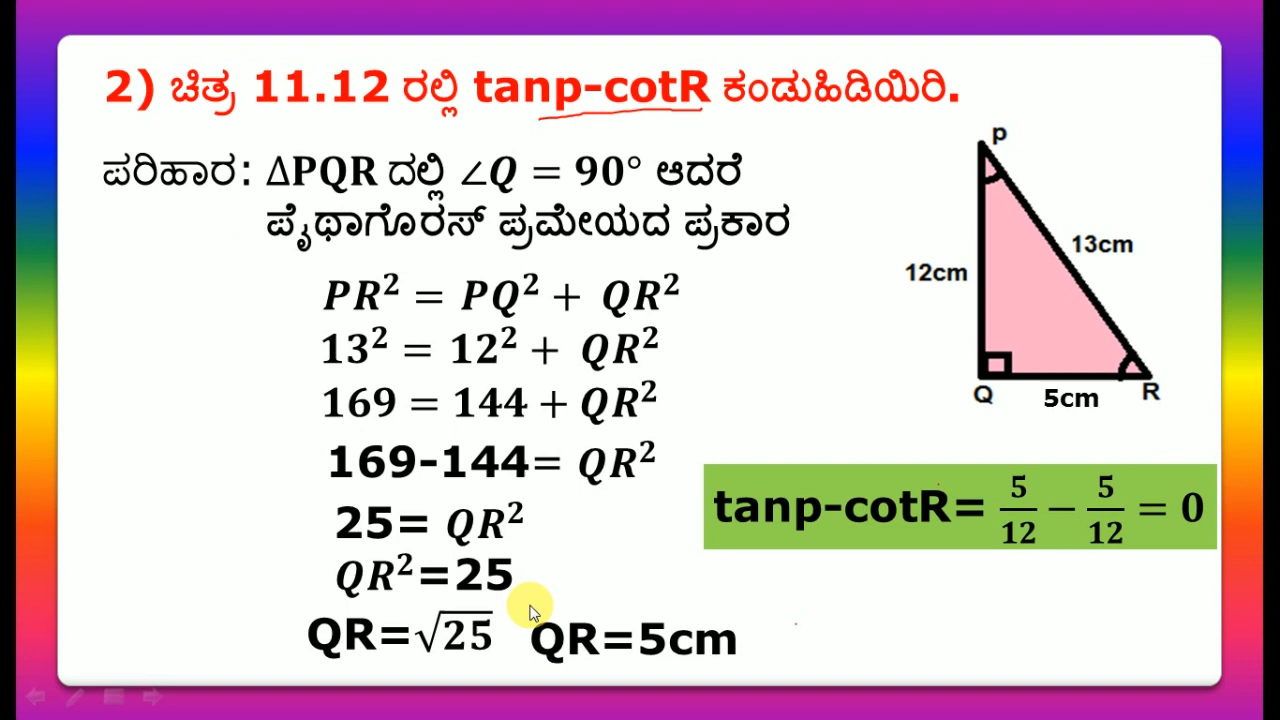 2) ಚಿತ್ರ 11.12 ರಲ್ಲಿ tanp-cotR ಕಂಡುಹಿಡಿಯಿರಿ.
ಪರಿಹಾರ: ∆PQR ದಲ್ಲಿ ∠Q = 90° ಆದರೆ
ಪೈಥಾಗೊರಸ್ ಪ್ರಮೇಯದ ಪ್ರಕಾರ
PR² = PQ² + QR²
13² = 12² + QR²
169 = 144 + QR²
169-144= QR²
25= QR²
QR²=25
QR=√25 QR=5cm
p
13cm
12cm
Q
5cm
R
tanp-cotR= 5/12 − 5/12 = 0